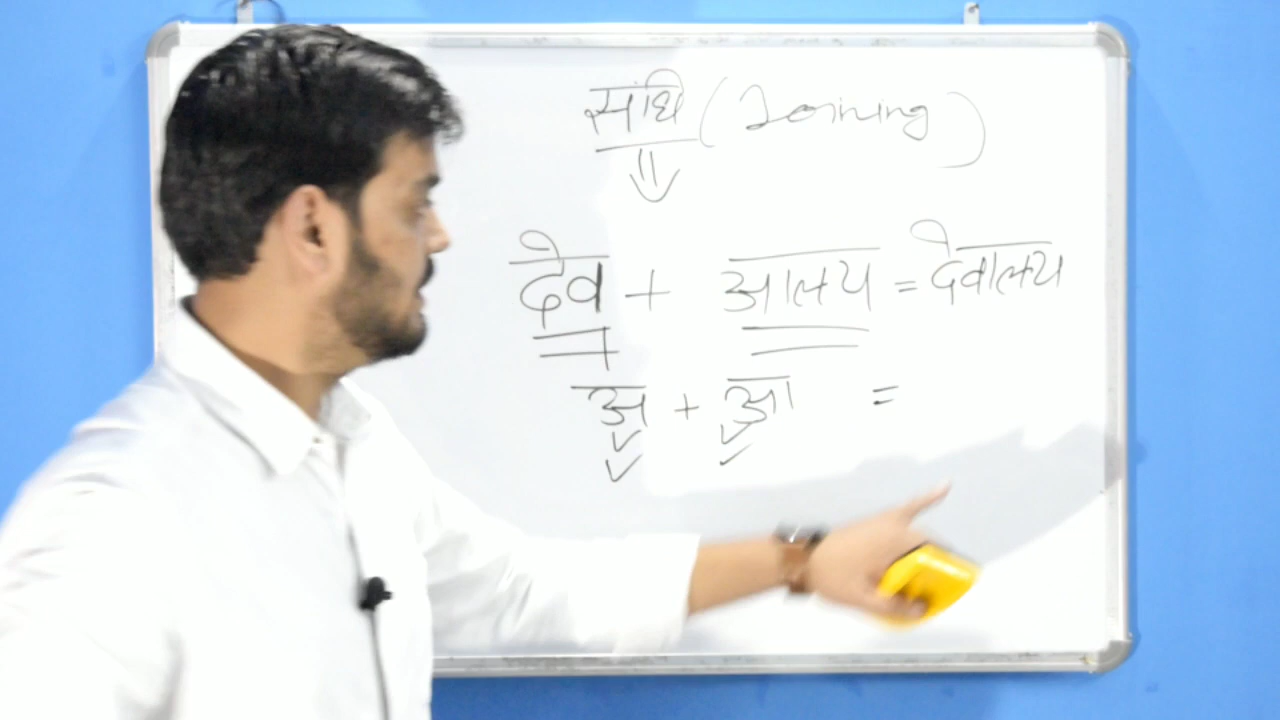 संधि (Joining)
देव + आलय = देवालय
अ + आ =